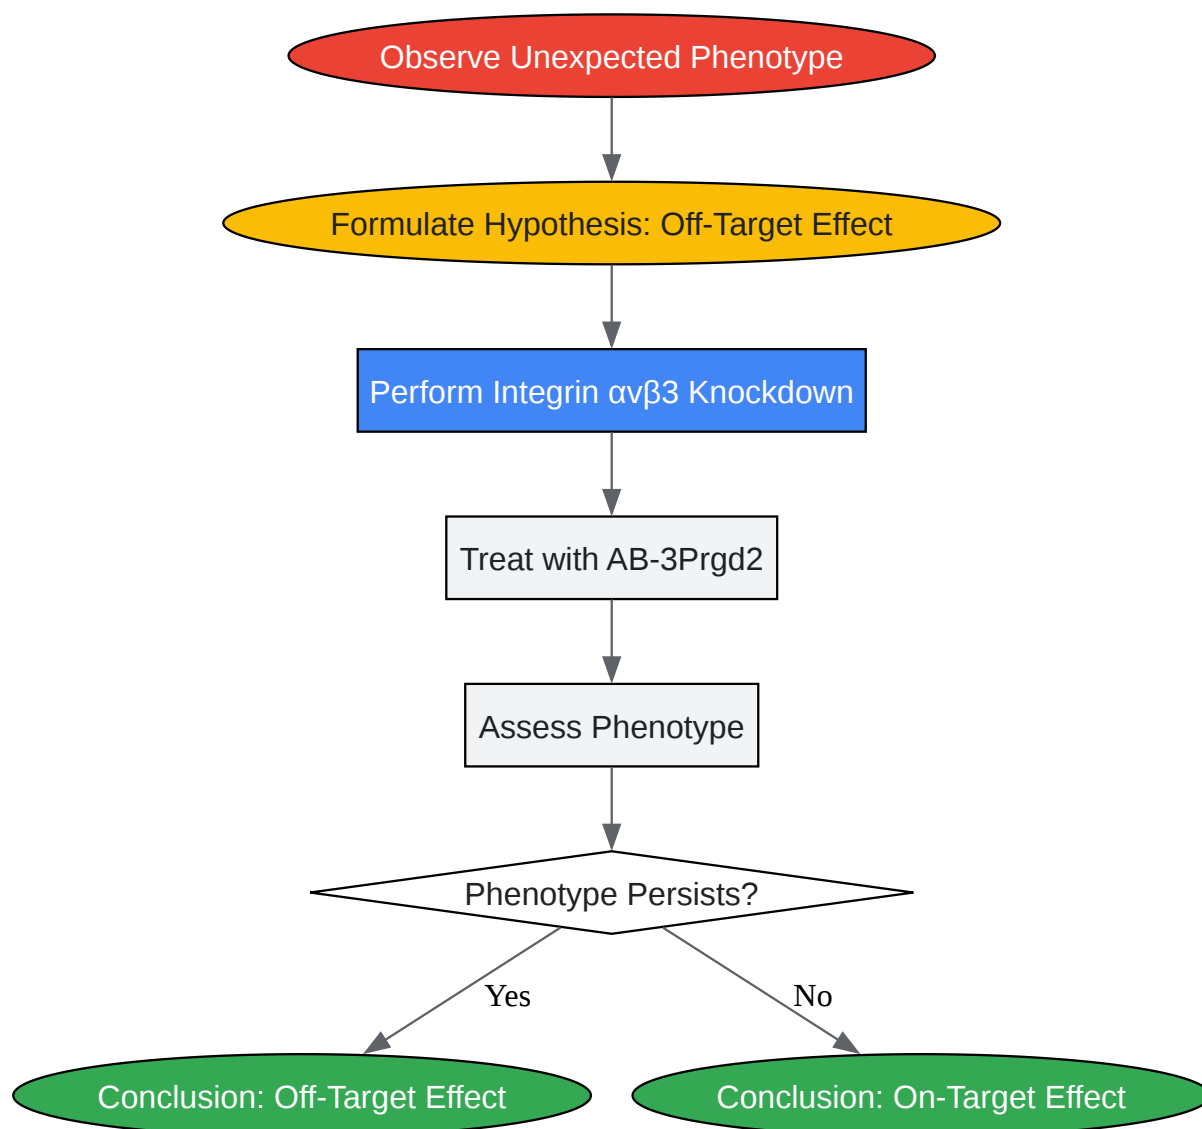 Observe Unexpected Phenotype
Formulate Hypothesis: Off-Target Effect
Perform Integrin αvβ3 Knockdown
Treat with AB-3Prgd2
Assess Phenotype
Phenotype Persists?
Yes
No
Conclusion: Off-Target Effect
Conclusion: On-Target Effect